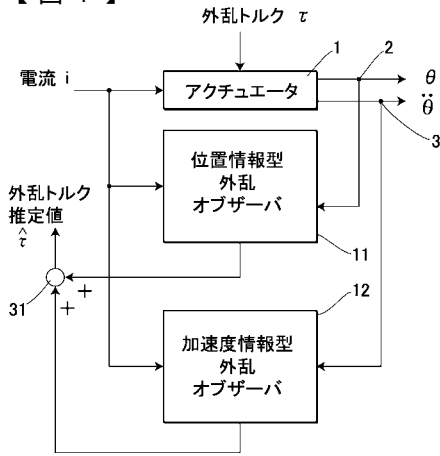 【図1】
外乱トルク τ
1
2
電流 i
アクチュエータ
θ
θ̈
3
位置情報型
外乱
オブザーバ
外乱トルク
推定値
τ̂
11
31
+
+
12
加速度情報型
外乱
オブザーバ